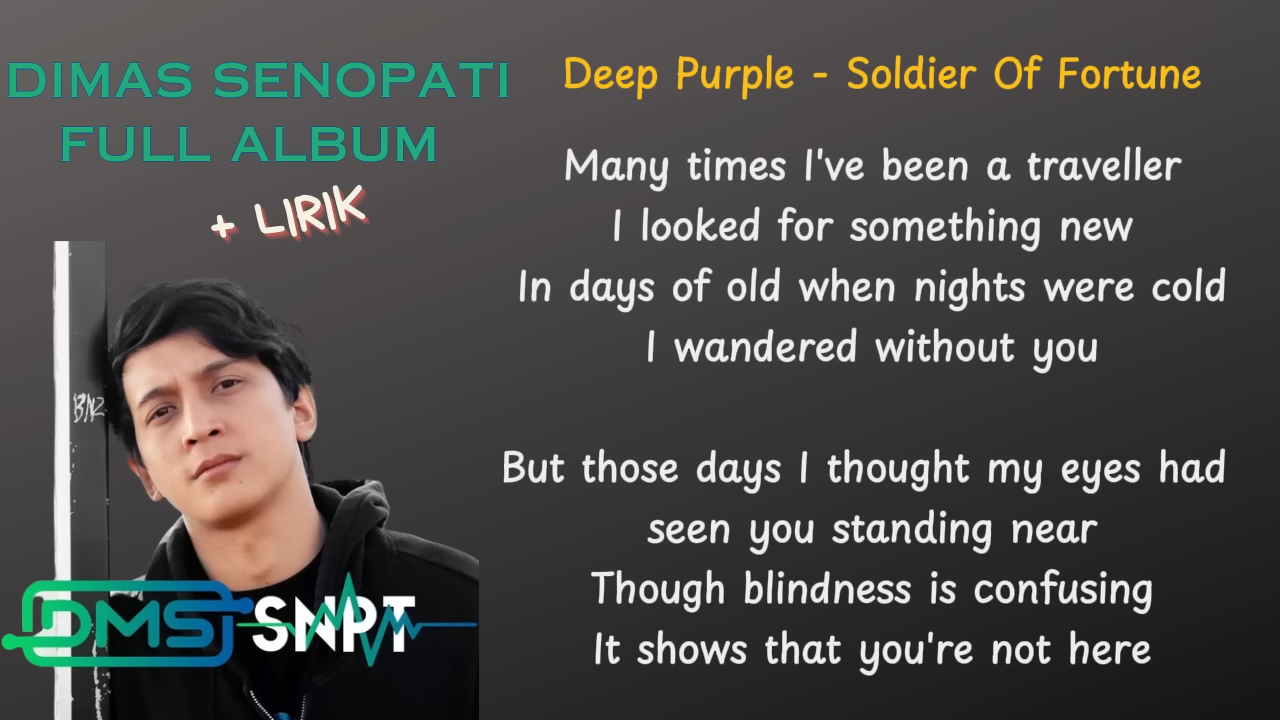 DIMAS SENOPATI
FULL ALBUM
+ LIRIK
BNZ
DMS SNPT
Deep Purple - Soldier Of Fortune
Many times I've been a traveller
I looked for something new
In days of old when nights were cold
I wandered without you
But those days I thought my eyes had
seen you standing near
Though blindness is confusing
It shows that you're not here